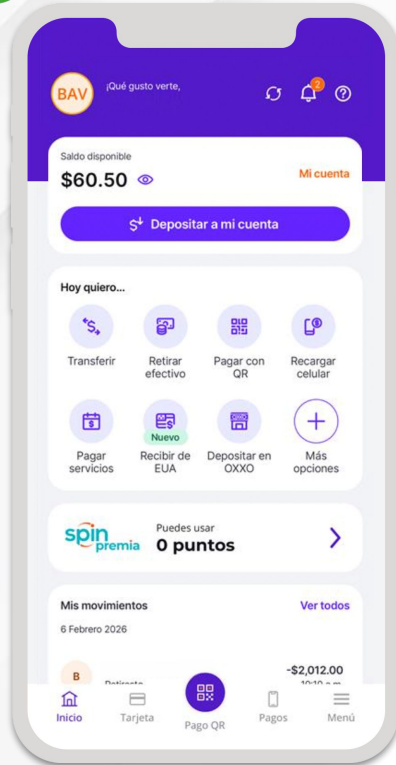 BAV
¡Qué gusto verte,
2
Saldo disponible
$60.50
Mi cuenta
Depositar a mi cuenta
Hoy quiero...
Transferir
Retirar
efectivo
Pagar con
QR
Recargar
celular
Pagar
servicios
Nuevo
Recibir de
EUA
OXXO
Depositar en
OXXO
Más
opciones
spin
premia
Puedes usar
0 puntos
Mis movimientos
Ver todos
6 Febrero 2026
B
-$2,012.00
Inicio
Tarjeta
Pago QR
Pagos
Menú